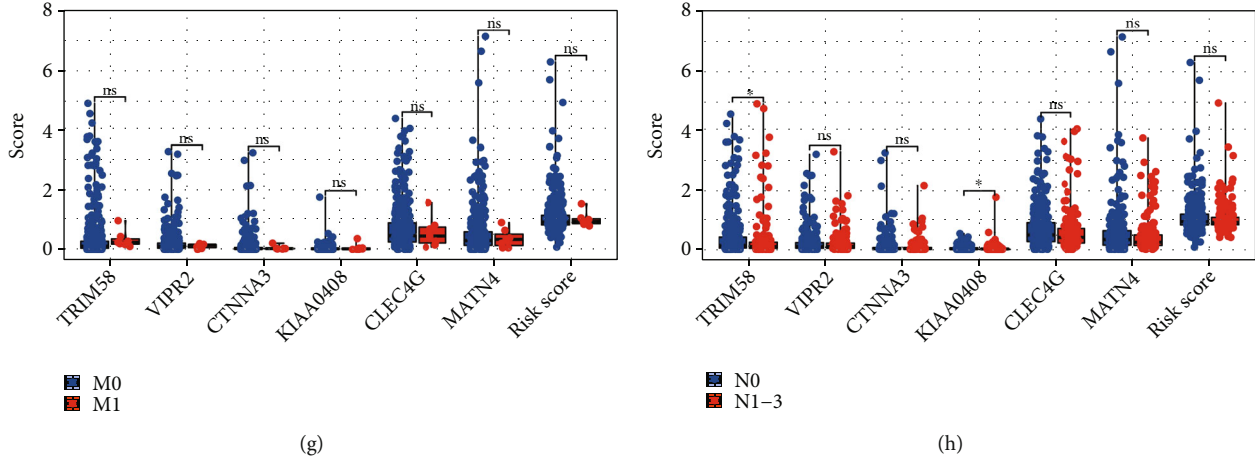 8
6
4
2
0
Score
ns
ns
ns
ns
ns
ns
ns
TRIM58
VIPR2
CTNNA3
KIAA0408
CLEC4G
MATN4
Risk score
M0
M1
(g)
8
6
4
2
0
Score
*
ns
ns
*
ns
ns
ns
TRIM58
VIPR2
CTNNA3
KIAA0408
CLEC4G
MATN4
Risk score
N0
N1–3
(h)